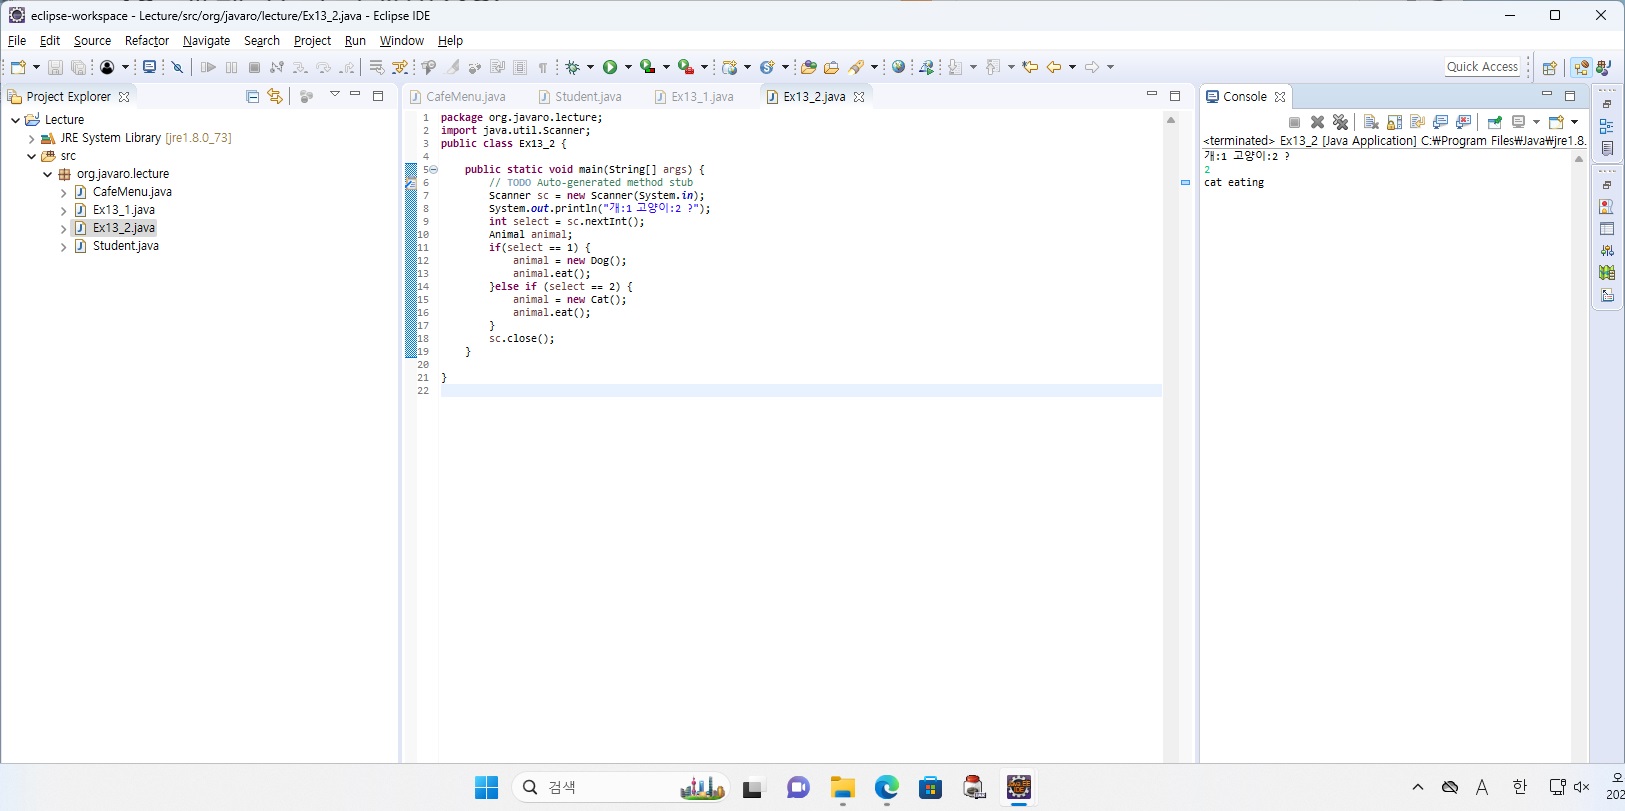 eclipse-workspace - Lecture/src/org/javaro/lecture/Ex13_2.java - Eclipse IDE
File Edit Source Refactor Navigate Search Project Run Window Help
Quick Access
Project Explorer
CafeMenu.java Student.java Ex13_1.java Ex13_2.java
Console
Lecture
JRE System Library [jre1.8.0_73]
src
org.javaro.lecture
CafeMenu.java
Ex13_1.java
Ex13_2.java
Student.java
1 package org.javaro.lecture;
2 import java.util.Scanner;
3 public class Ex13_2 {
4
5 public static void main(String[] args) {
6 // TODO Auto-generated method stub
7 Scanner sc = new Scanner(System.in);
8 System.out.println("개:1 고양이:2 ?");
9 int select = sc.nextInt();
10 Animal animal;
11 if(select == 1) {
12 animal = new Dog();
13 animal.eat();
14 }else if (select == 2) {
15 animal = new Cat();
16 animal.eat();
17 }
18 sc.close();
19 }
20
21 }
22
<terminated> Ex13_2 [Java Application] C:₩Program Files₩Java₩jre1.8.
개:1 고양이:2 ?
2
cat eating
검색
A 한
오
202